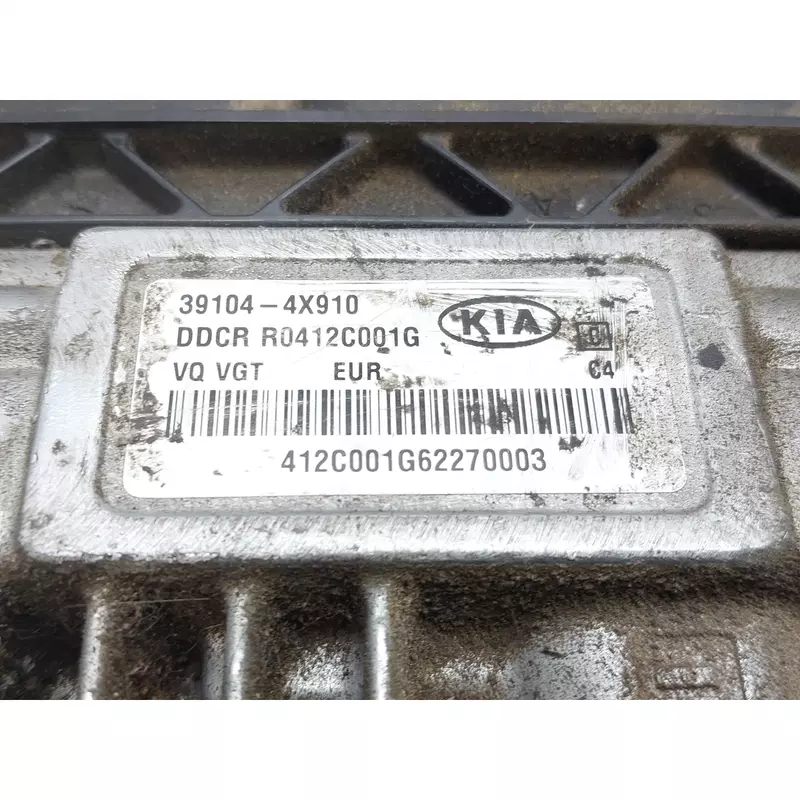 39104-4X910
KIA
DDCR R0412C001G
VQ VGT EUR C4
412C001G62270003